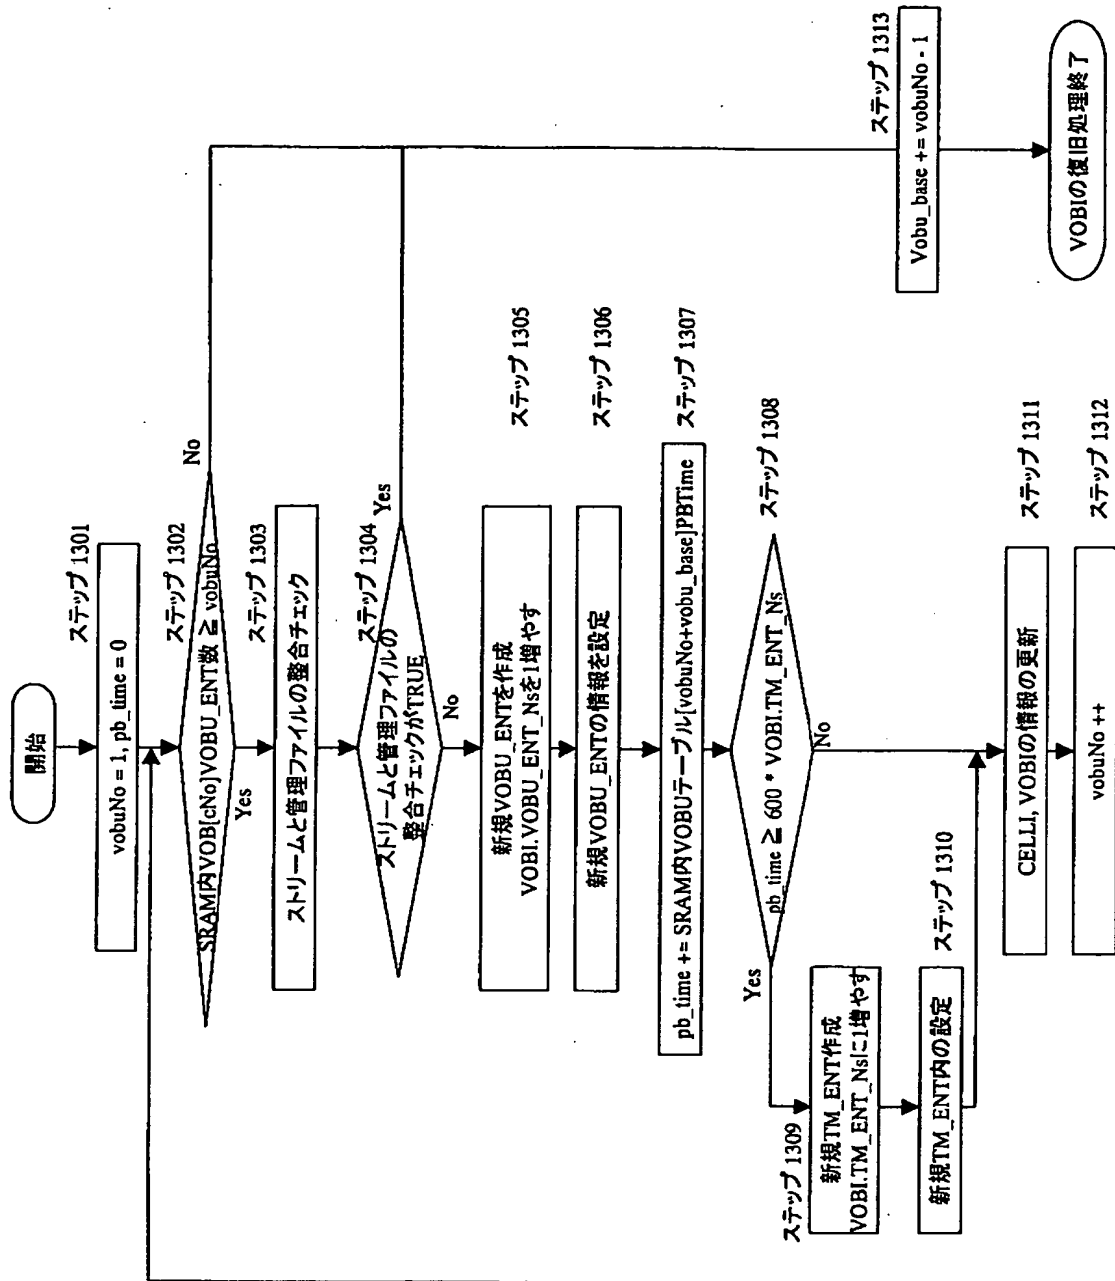 開始
ステップ 1301
vobuNo = 1, pb_time = 0
ステップ 1302
SRAM内VOB[cNo]VOBU_ENT数 ≧ vobuNo
No
Yes
ステップ 1303
ストリームと管理ファイルの整合チェック
ステップ 1304
ストリームと管理ファイルの
整合チェックがTRUE
Yes
No
ステップ 1305
新規VOBU_ENTを作成
VOBI.VOBU_ENT_Nsを1増やす
ステップ 1306
新規VOBU_ENTの情報を設定
ステップ 1307
pb_time += SRAM内VOBUテーブル[vobuNo+vobu_base]PBTime
ステップ 1308
pb_time ≧ 600 * VOBI.TM_ENT_Ns
Yes
No
ステップ 1309
新規TM_ENT作成
VOBI.TM_ENT_Nsに1増やす
ステップ 1310
新規TM_ENT内の設定
ステップ 1311
CELLI, VOBIの情報の更新
ステップ 1312
vobuNo ++
ステップ 1313
Vobu_base += vobuNo - 1
VOBIの復旧処理終了